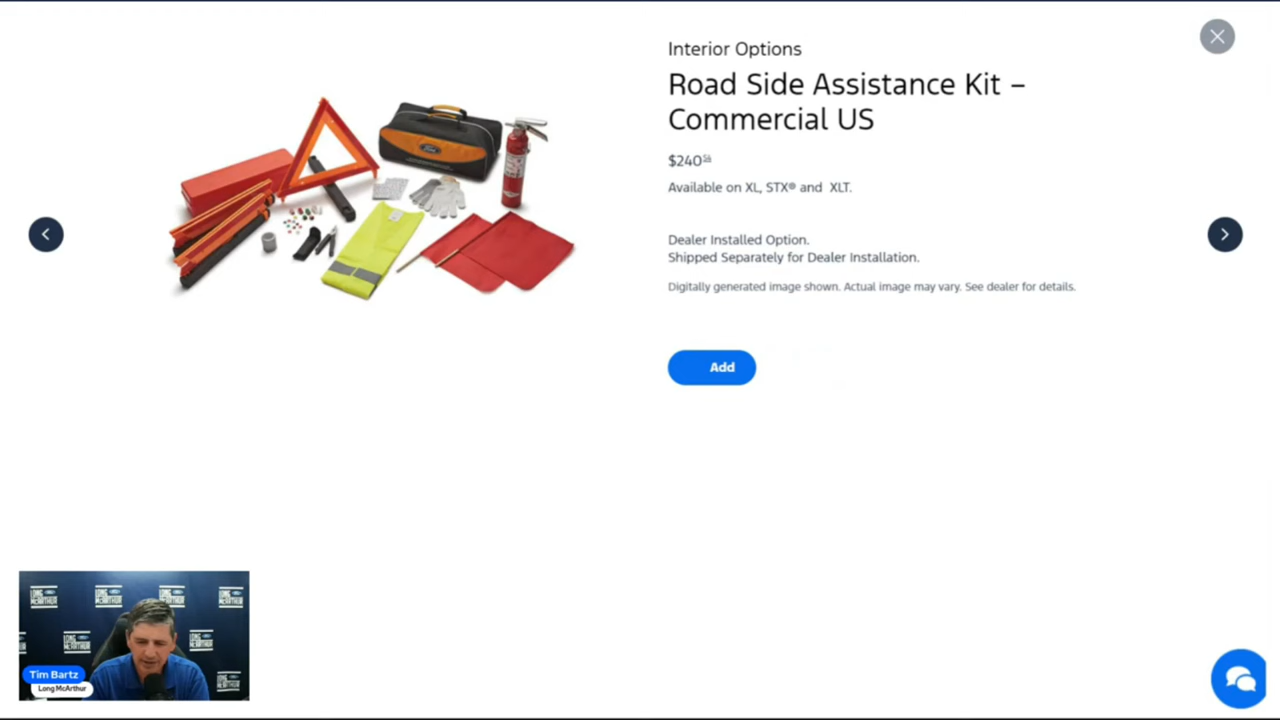 Interior Options
Road Side Assistance Kit –
Commercial US
$240
Available on XL, STX® and XLT.
Dealer Installed Option.
Shipped Separately for Dealer Installation.
Digitally generated image shown. Actual image may vary. See dealer for details.
Add
LONG
MCARTHUR
Tim Bartz
Long McArthur